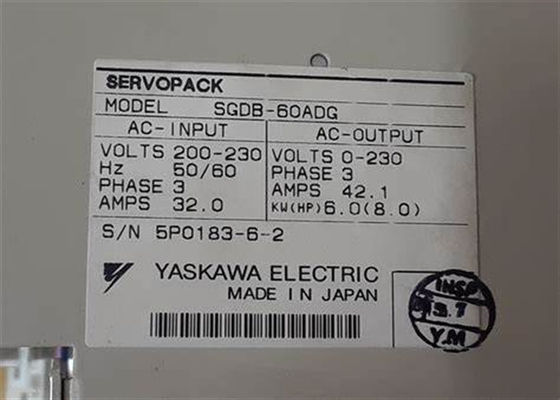 SERVOPACK
MODEL SGDB-60ADG
AC-INPUT AC-OUTPUT
VOLTS 200-230 VOLTS 0-230
Hz 50/60 PHASE 3
PHASE 3 AMPS 42.1
AMPS 32.0 KW(HP) 6.0(8.0)
S/N 5P0183-6-2
YASKAWA ELECTRIC
MADE IN JAPAN
INSP
Y.M